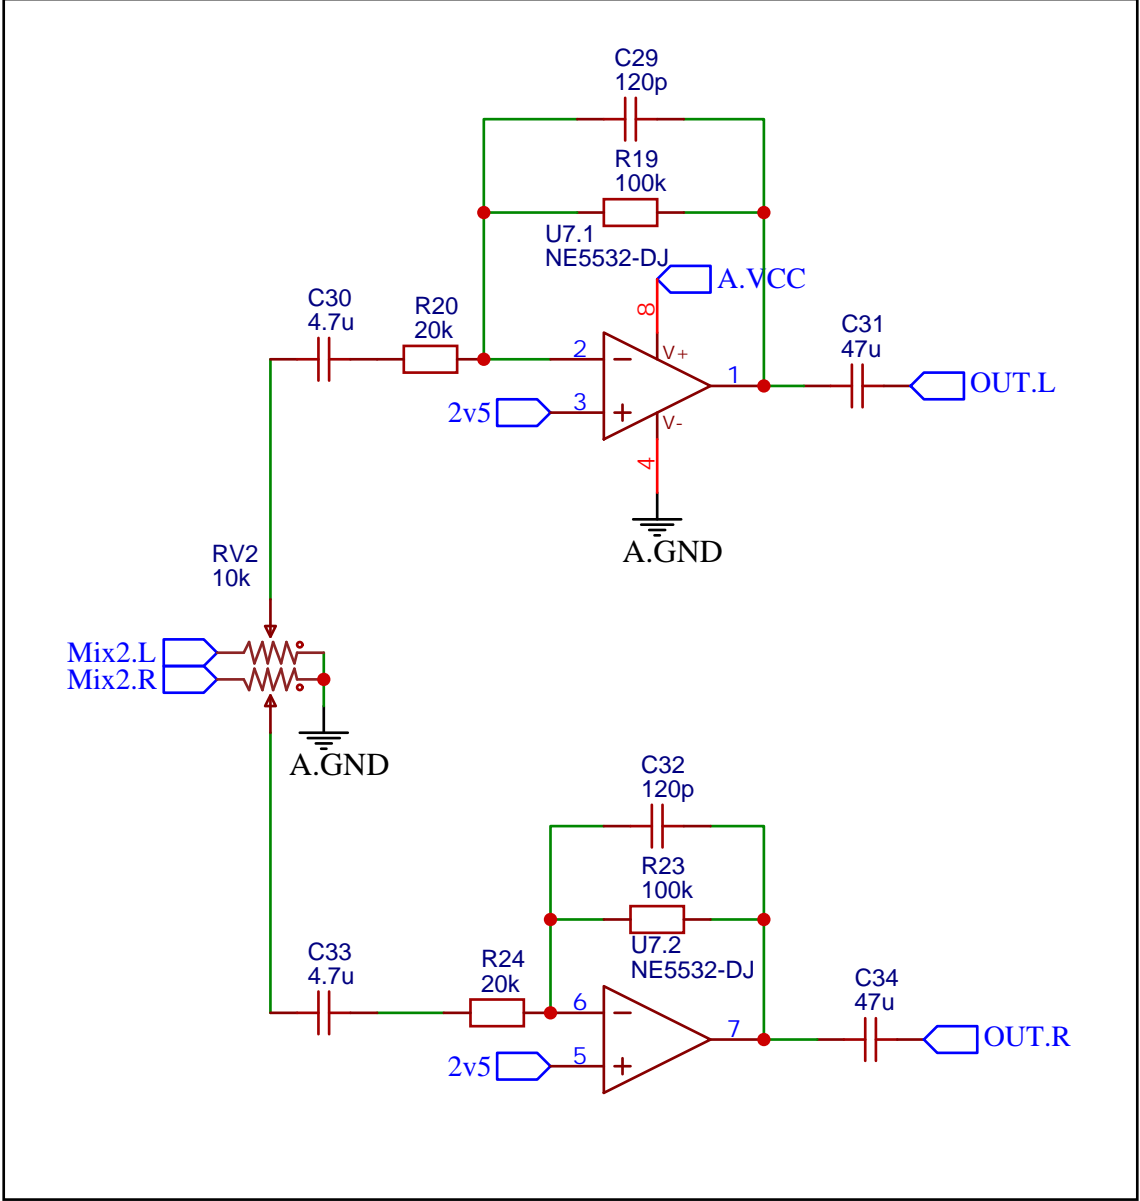 C29
120p
R19
100k
U7.1
NE5532-DJ
A.VCC
8
C30
4.7u
R20
20k
C31
47u
2
V+
1
OUT.L
2v5
3
V-
4
A.GND
RV2
10k
Mix2.L
Mix2.R
A.GND
C32
120p
R23
100k
U7.2
NE5532-DJ
C33
4.7u
R24
20k
C34
47u
6
7
OUT.R
2v5
5